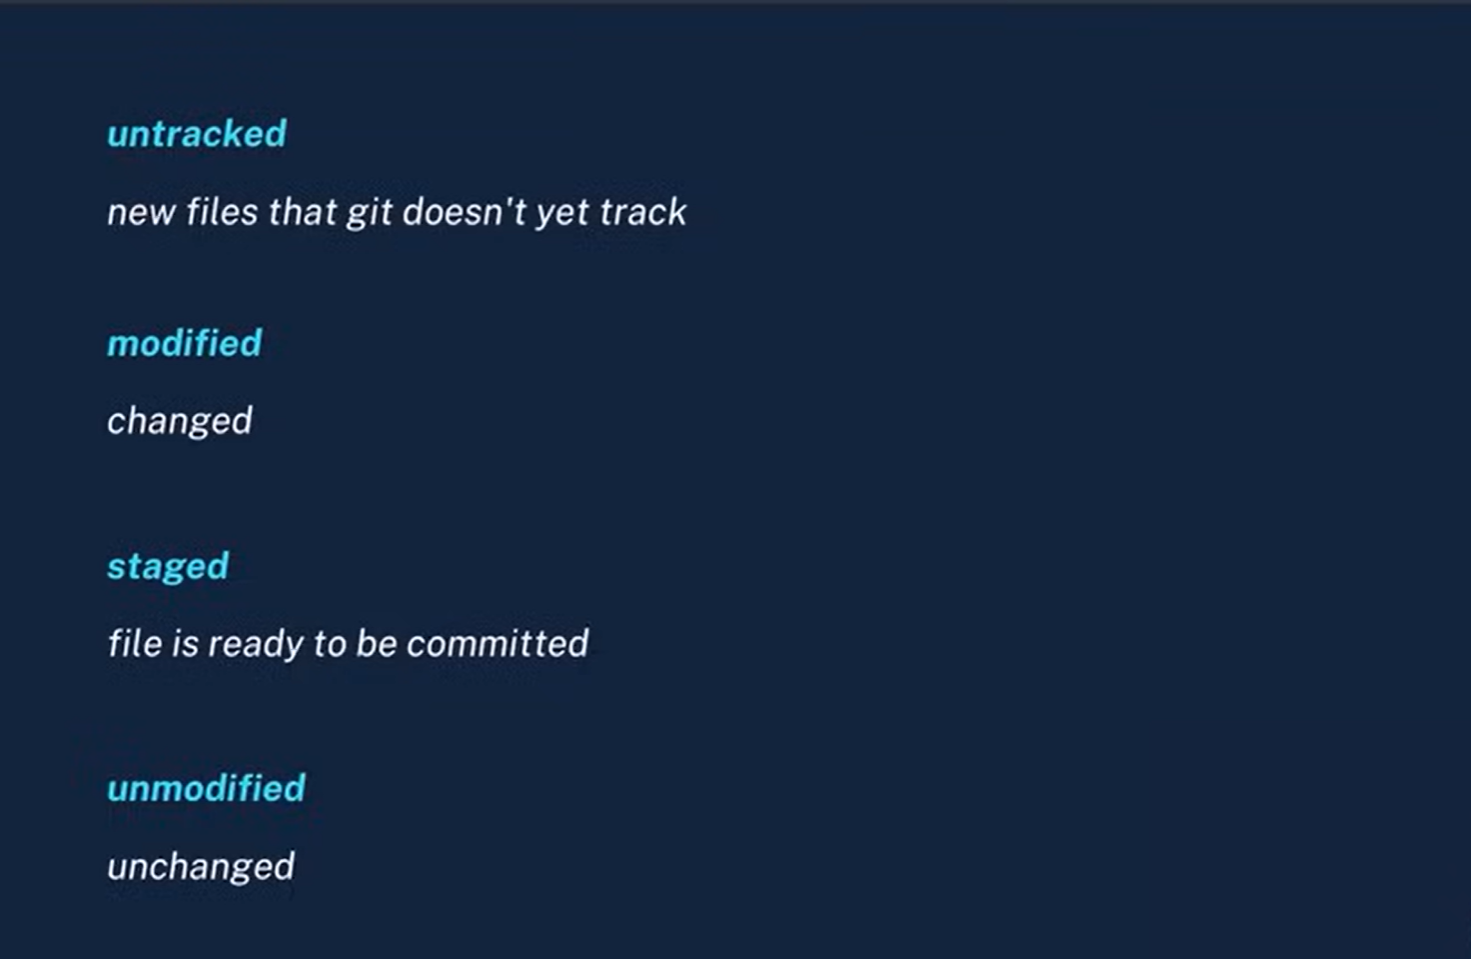 untracked
new files that git doesn't yet track
modified
changed
staged
file is ready to be committed
unmodified
unchanged